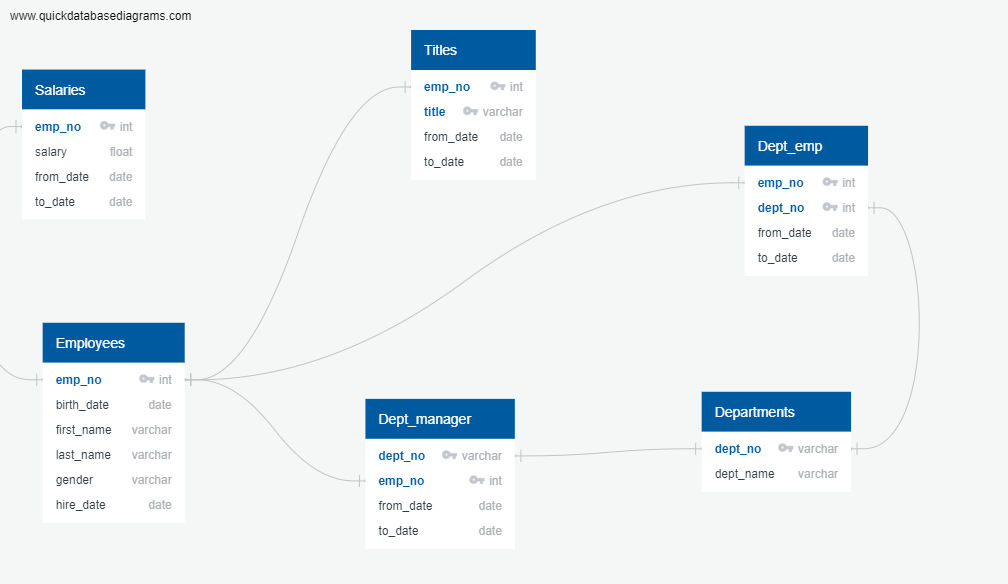 www.quickdatabasediagrams.com
Salaries
emp_no int
salary float
from_date date
to_date date
Titles
emp_no int
title varchar
from_date date
to_date date
Dept_emp
emp_no int
dept_no int
from_date date
to_date date
Employees
emp_no int
birth_date date
first_name varchar
last_name varchar
gender varchar
hire_date date
Dept_manager
dept_no varchar
emp_no int
from_date date
to_date date
Departments
dept_no varchar
dept_name varchar